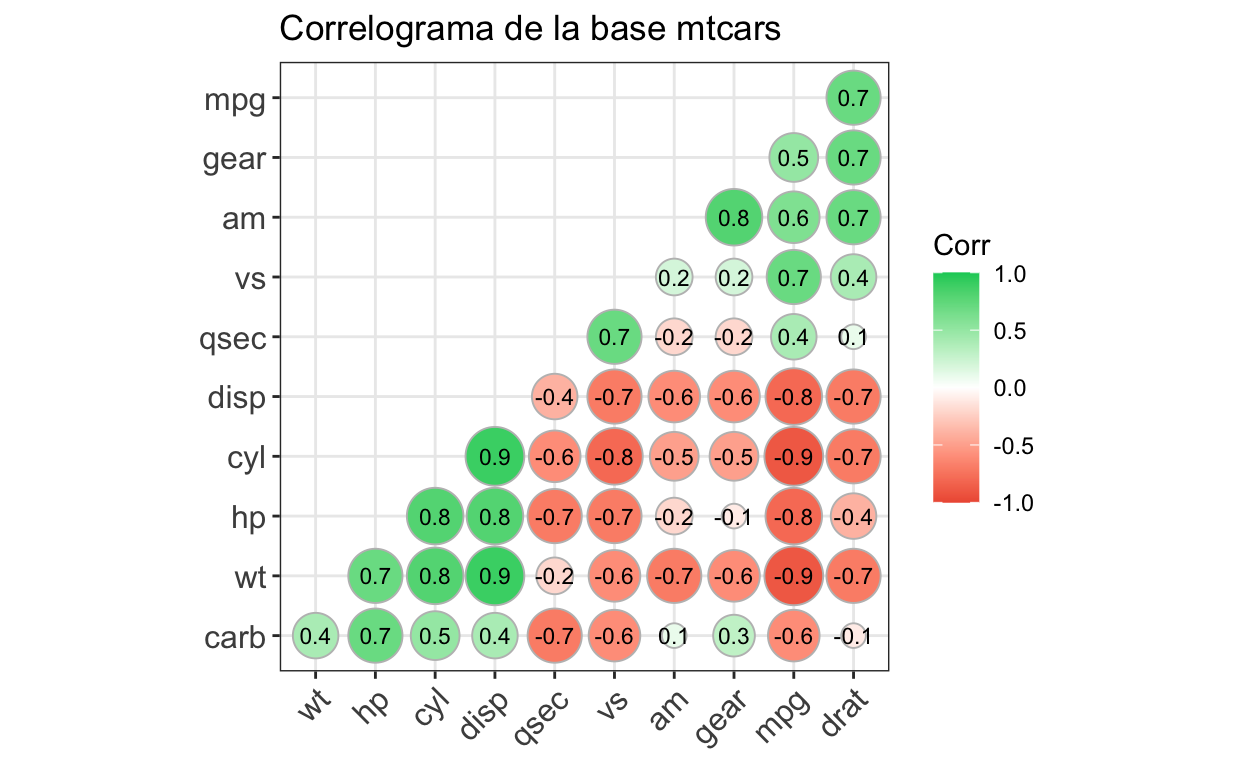 Correlograma de la base mtcars
mpg 0.7
gear 0.5 0.7
am 0.8 0.6 0.7
vs 0.2 0.2 0.7 0.4
qsec 0.7 -0.2 -0.2 0.4 0.1
disp -0.4 -0.7 -0.6 -0.6 -0.8 -0.7
cyl 0.9 -0.6 -0.8 -0.5 -0.5 -0.9 -0.7
hp 0.8 0.8 -0.7 -0.7 -0.2 -0.1 -0.8 -0.4
wt 0.7 0.8 0.9 -0.2 -0.6 -0.7 -0.6 -0.9 -0.7
carb 0.4 0.7 0.5 0.4 -0.7 -0.6 0.1 0.3 -0.6 -0.1
wt hp cyl disp qsec vs am gear mpg drat
Corr
1.0
0.5
0.0
-0.5
-1.0